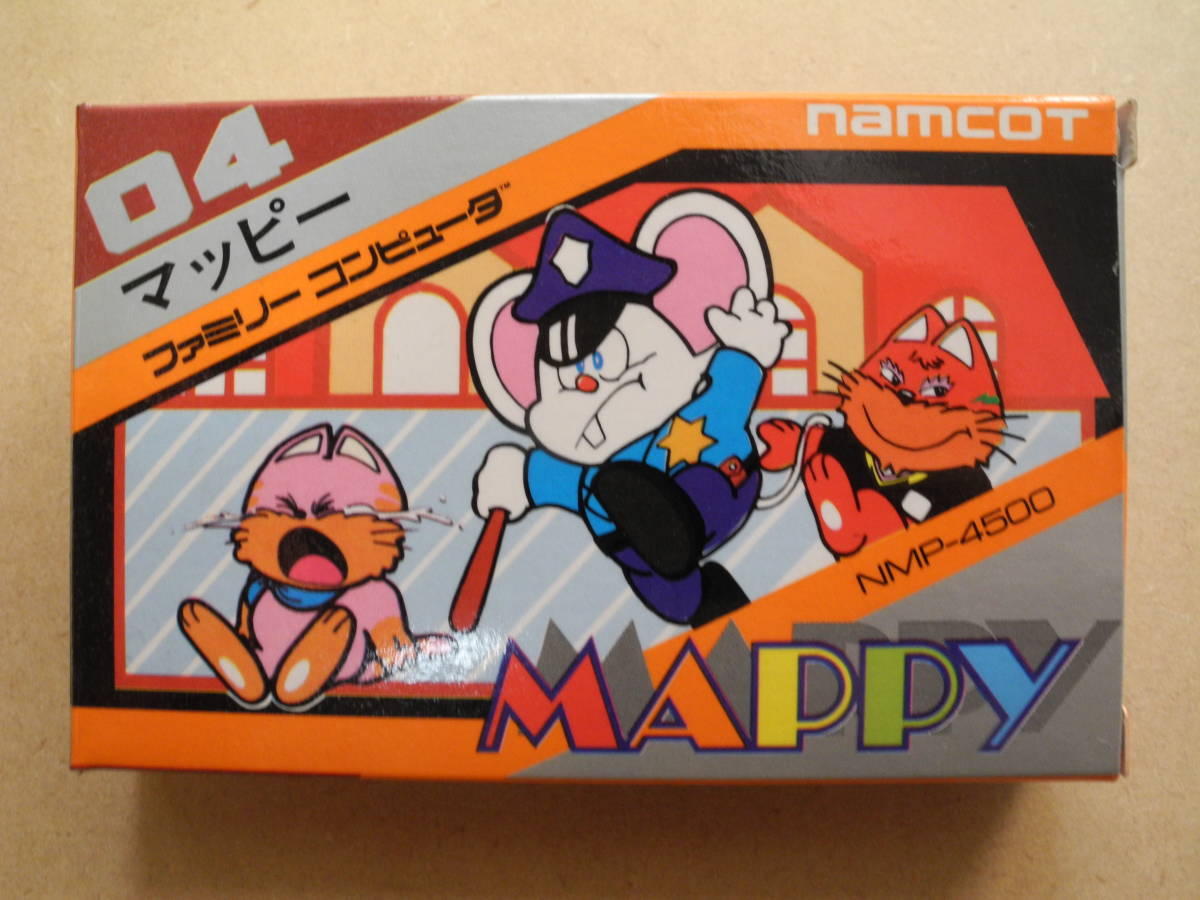 04
マッピー
ファミリー コンピュータ™
namcot
NMP-4500
MAPPY